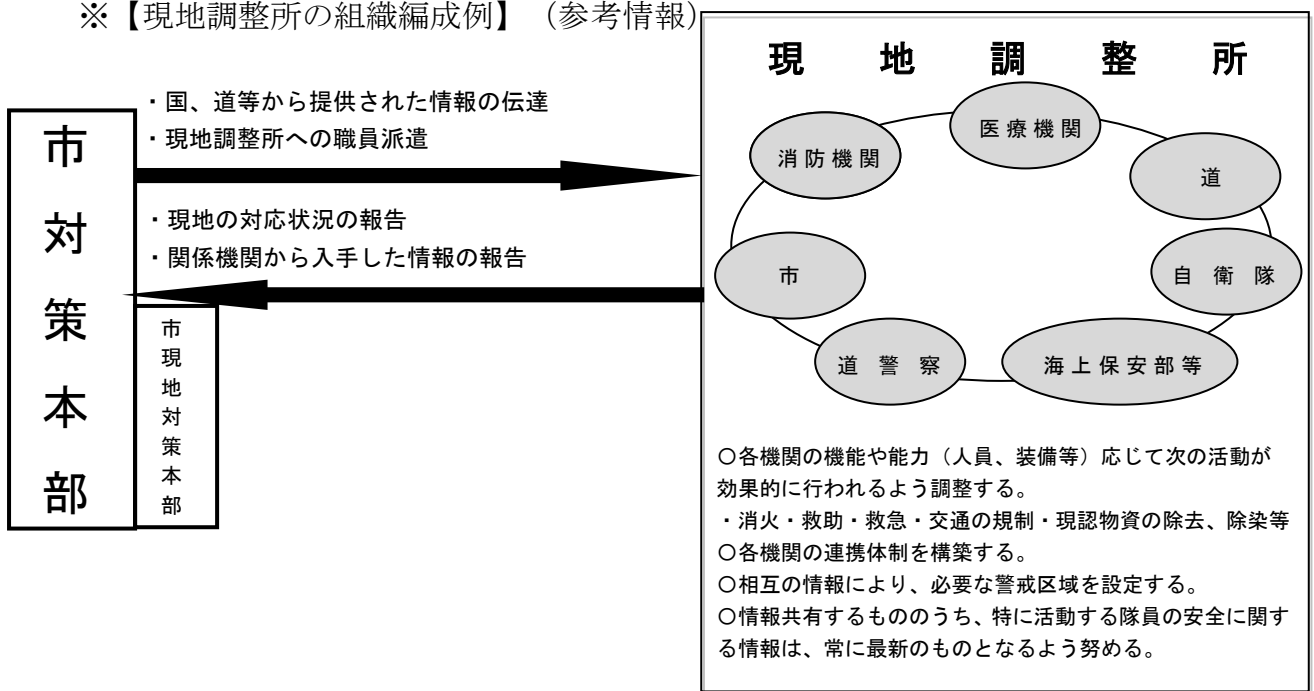 ※【現地調整所の組織編成例】（参考情報）
・国、道等から提供された情報の伝達
・現地調整所への職員派遣
・現地の対応状況の報告
・関係機関から入手した情報の報告
市対策本部
市現地対策本部
現地調整所
医療機関
消防機関
道
市
自衛隊
道警察
海上保安部等
〇各機関の機能や能力（人員、装備等）応じて次の活動が
効果的に行われるよう調整する。
・消火・救助・救急・交通の規制・現認物資の除去、除染等
〇各機関の連携体制を構築する。
〇相互の情報により、必要な警戒区域を設定する。
〇情報共有するもののうち、特に活動する隊員の安全に関す
る情報は、常に最新のものとなるよう努める。